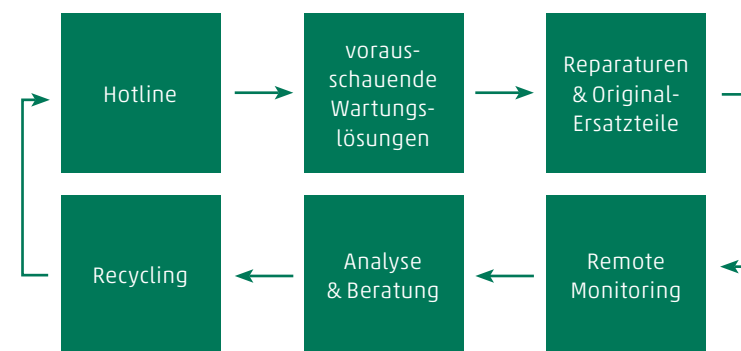 Hotline
voraus-
schauende
Wartungs-
lösungen
Reparaturen
& Original-
Ersatzteile
Recycling
Analyse
& Beratung
Remote
Monitoring